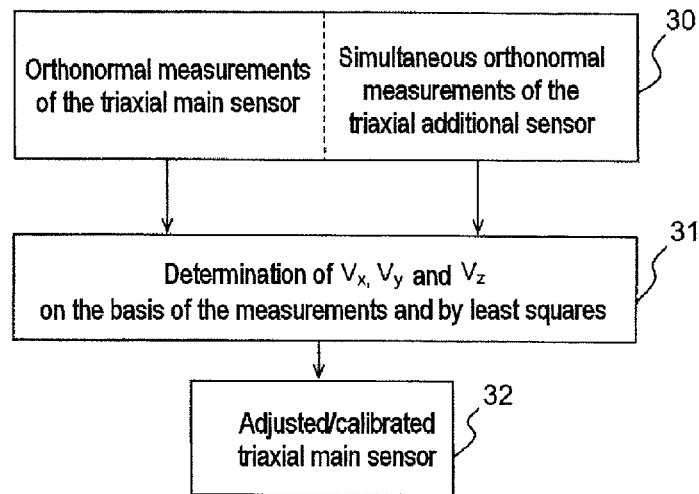 30
Orthonormal measurements
of the triaxial main sensor
Simultaneous orthonormal
measurements of the
triaxial additional sensor
31
Determination of Vx, Vy and Vz
on the basis of the measurements and by least squares
32
Adjusted/calibrated
triaxial main sensor